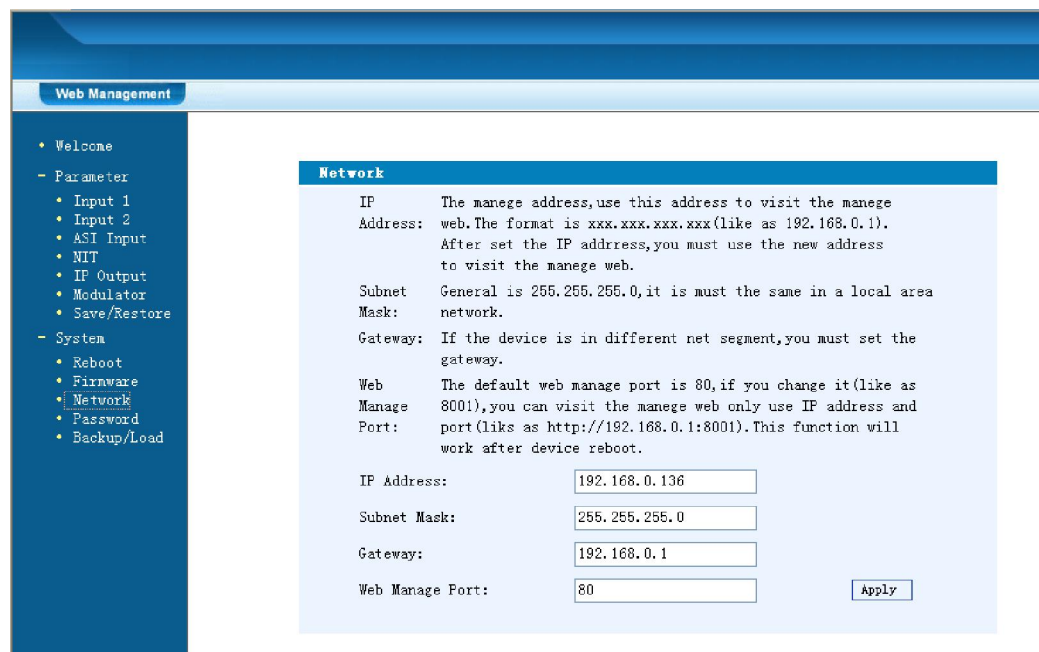 Web Management
Welcome
Parameter
Input 1
Input 2
ASI Input
NIT
IP Output
Modulator
Save/Restore
System
Reboot
Firmware
Network
Password
Backup/Load
Network
IP Address: The manege address,use this address to visit the manege
web.The format is xxx.xxx.xxx.xxx(like as 192.168.0.1).
After set the IP addrress,you must use the new address
to visit the manege web.
Subnet Mask: General is 255.255.255.0,it is must the same in a local area
network.
Gateway: If the device is in different net segment,you must set the
gateway.
Web Manage Port: The default web manage port is 80,if you change it(like as
8001),you can visit the manege web only use IP address and
port(liks as http://192.168.0.1:8001).This function will
work after device reboot.
IP Address: 192.168.0.136
Subnet Mask: 255.255.255.0
Gateway: 192.168.0.1
Web Manage Port: 80 Apply